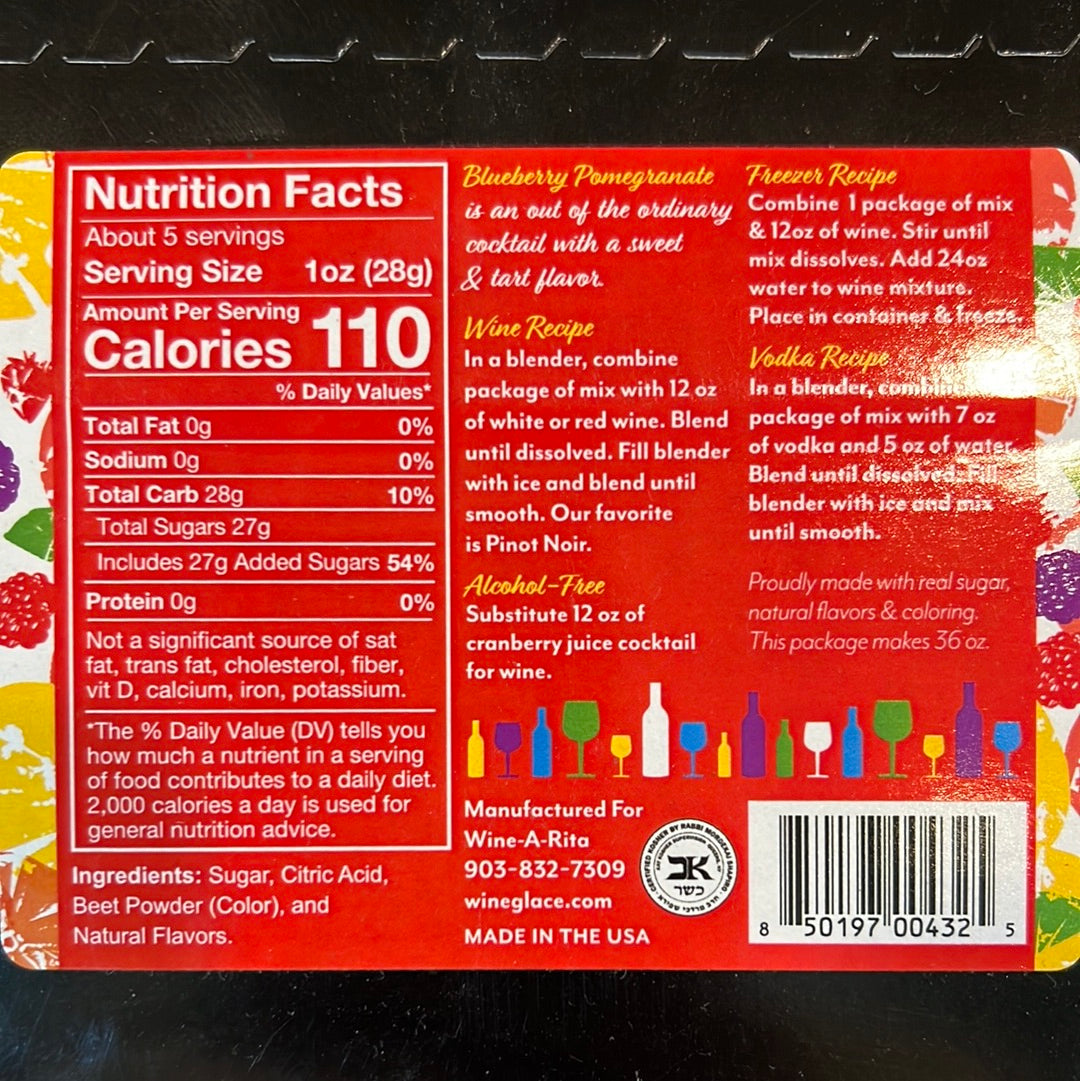 Nutrition Facts
About 5 servings
Serving Size 1oz (28g)
Amount Per Serving
Calories 110
% Daily Values*
Total Fat 0g 0%
Sodium 0g 0%
Total Carb 28g 10%
Total Sugars 27g
Includes 27g Added Sugars 54%
Protein 0g 0%
Not a significant source of sat
fat, trans fat, cholesterol, fiber,
vit D, calcium, iron, potassium.
*The % Daily Value (DV) tells you
how much a nutrient in a serving
of food contributes to a daily diet.
2,000 calories a day is used for
general nutrition advice.
Ingredients: Sugar, Citric Acid,
Beet Powder (Color), and
Natural Flavors.
Blueberry Pomegranate
is an out of the ordinary
cocktail with a sweet
& tart flavor.
Wine Recipe
In a blender, combine
package of mix with 12 oz
of white or red wine. Blend
until dissolved. Fill blender
with ice and blend until
smooth. Our favorite
is Pinot Noir.
Alcohol-Free
Substitute 12 oz of
cranberry juice cocktail
for wine.
Freezer Recipe
Combine 1 package of mix
& 12oz of wine. Stir until
mix dissolves. Add 24oz
water to wine mixture.
Place in container & freeze.
Vodka Recipe
In a blender, combine
package of mix with 7 oz
of vodka and 5 oz of water.
Blend until dissolved. Fill
blender with ice and mix
until smooth.
Proudly made with real sugar,
natural flavors & coloring.
This package makes 36 oz.
Manufactured For
Wine-A-Rita
903-832-7309
wineglace.com
MADE IN THE USA
CERTIFIED KOSHER BY RABBI MORDECAI SHAPIRO
כשר
8 50197 00432 5